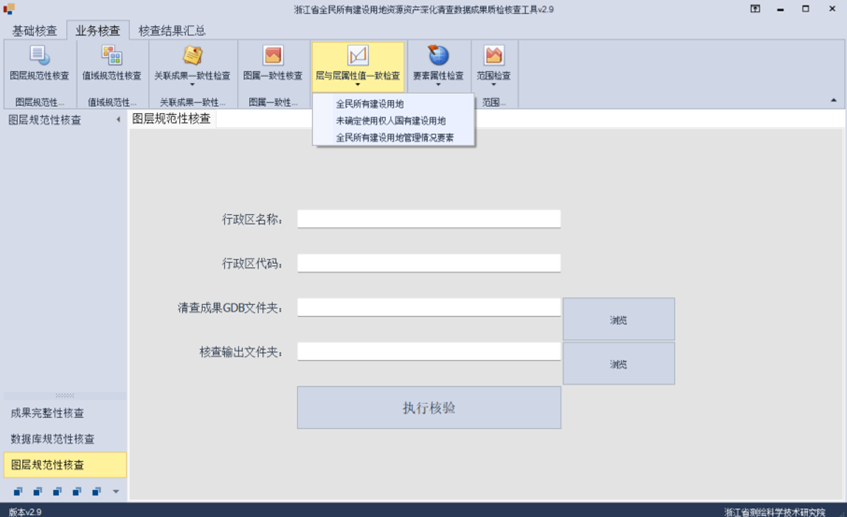 浙江省全民所有建设用地资源资产深化清查数据成果质检核查工具v2.9
基础核查 业务核查 核查结果汇总
图层规范性核查 值域规范性核查 关联成果一致性检查 图属一致性核查 层与层属性值一致检查 要素属性检查 范围检查
图层规范性... 值域规范性... 关联成果一致性... 图属一致性... 范围...
全民所有建设用地
未确定使用权人国有建设用地
全民所有建设用地管理情况要素
图层规范性核查 图层规范性核查
行政区名称:
行政区代码:
清查成果GDB文件夹: 浏览
核查输出文件夹: 浏览
执行核验
成果完整性核查
数据库规范性核查
图层规范性核查
版本v2.9 浙江省测绘科学技术研究院